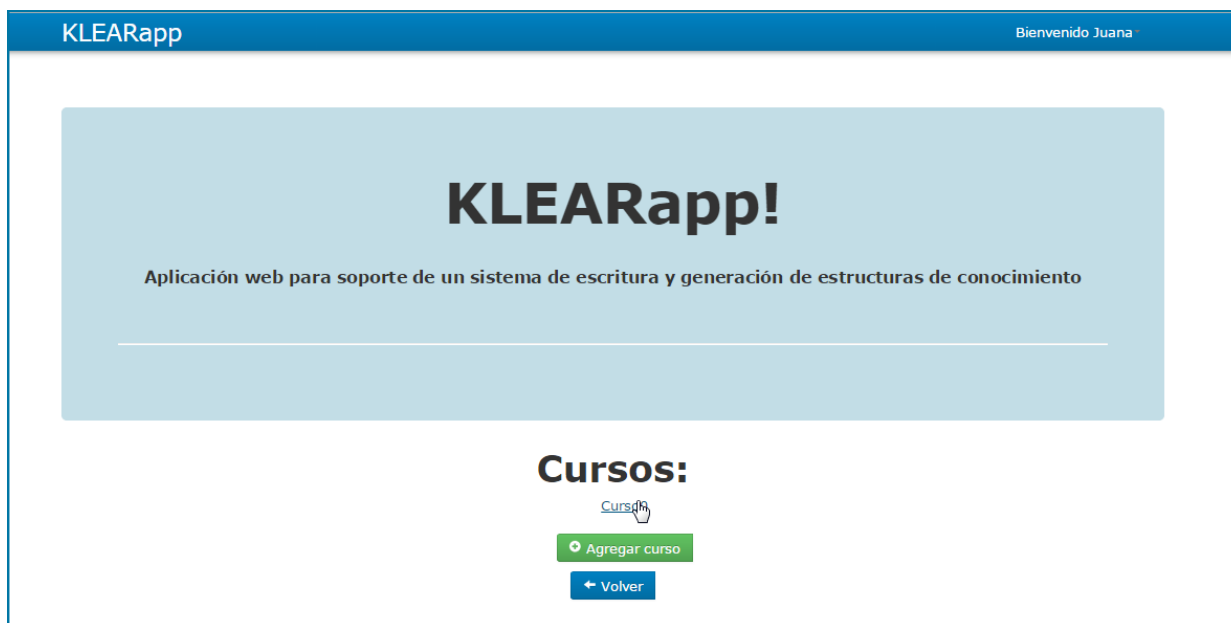 KLEARapp
Bienvenido Juana
KLEARapp!
Aplicación web para soporte de un sistema de escritura y generación de estructuras de conocimiento
Cursos:
Agregar curso
Volver